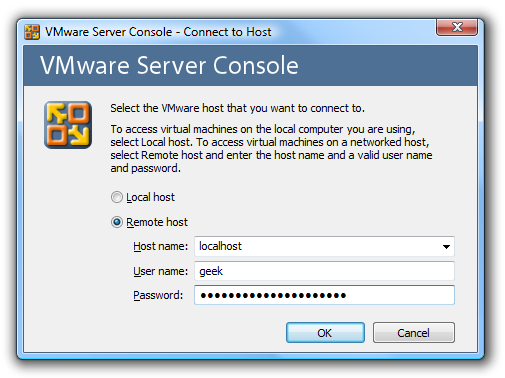 VMware Server Console - Connect to Host
VMware Server Console
Select the VMware host that you want to connect to.
To access virtual machines on the local computer you are using,
select Local host. To access virtual machines on a networked host,
select Remote host and enter the host name and a valid user name
and password.
Local host
Remote host
Host name: localhost
User name: geek
Password: ●●●●●●●●●●●●●●●●●●●●●
OK Cancel